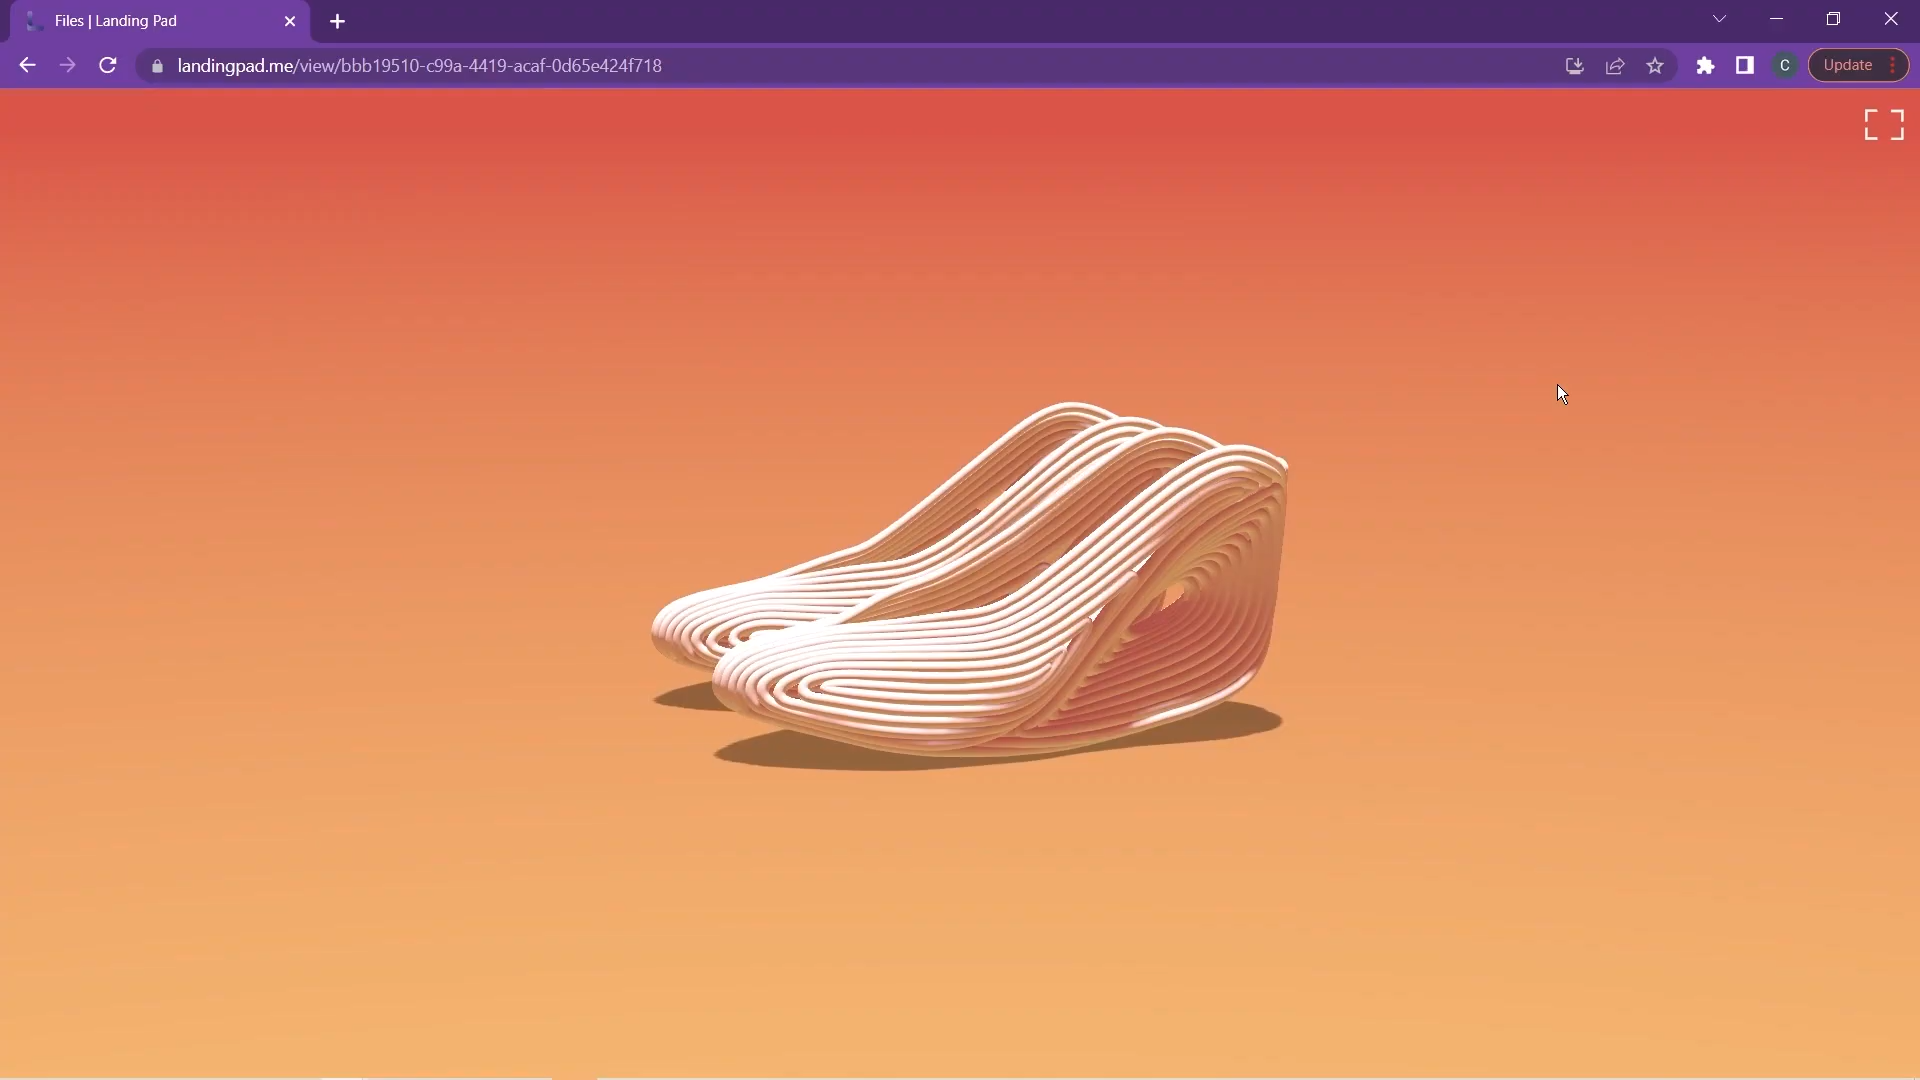 Files | Landing Pad
landingpad.me/view/bbb19510-c99a-4419-acaf-0d65e424f718
C
Update